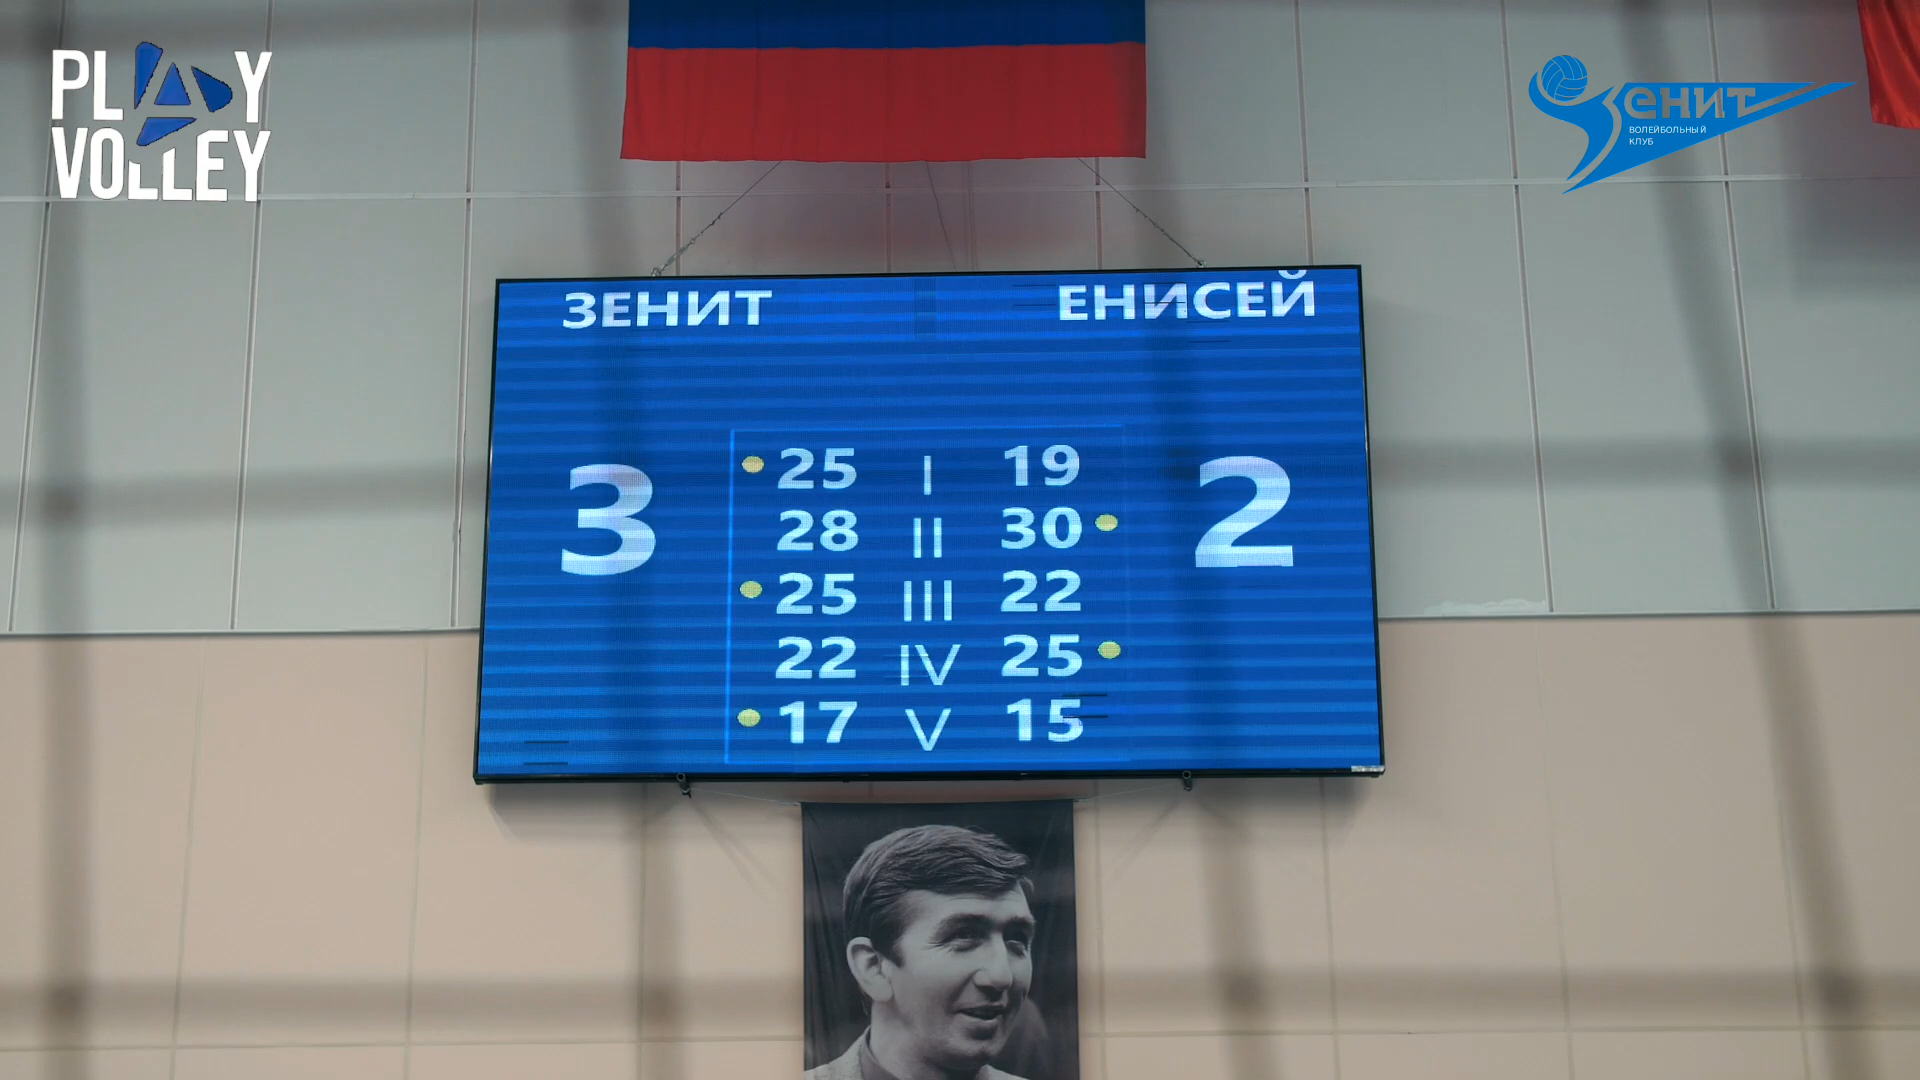 PLAY
VOLLEY
ЗЕНИТ
ВОЛЕЙБОЛЬНЫЙ
КЛУБ
ЗЕНИТ ЕНИСЕЙ
3 2
25 I 19
28 II 30
25 III 22
22 IV 25
17 V 15